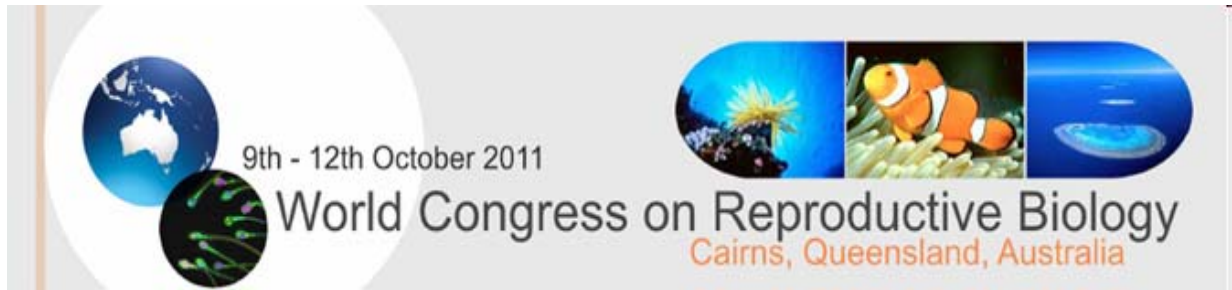 9th - 12th October 2011
World Congress on Reproductive Biology
Cairns, Queensland, Australia